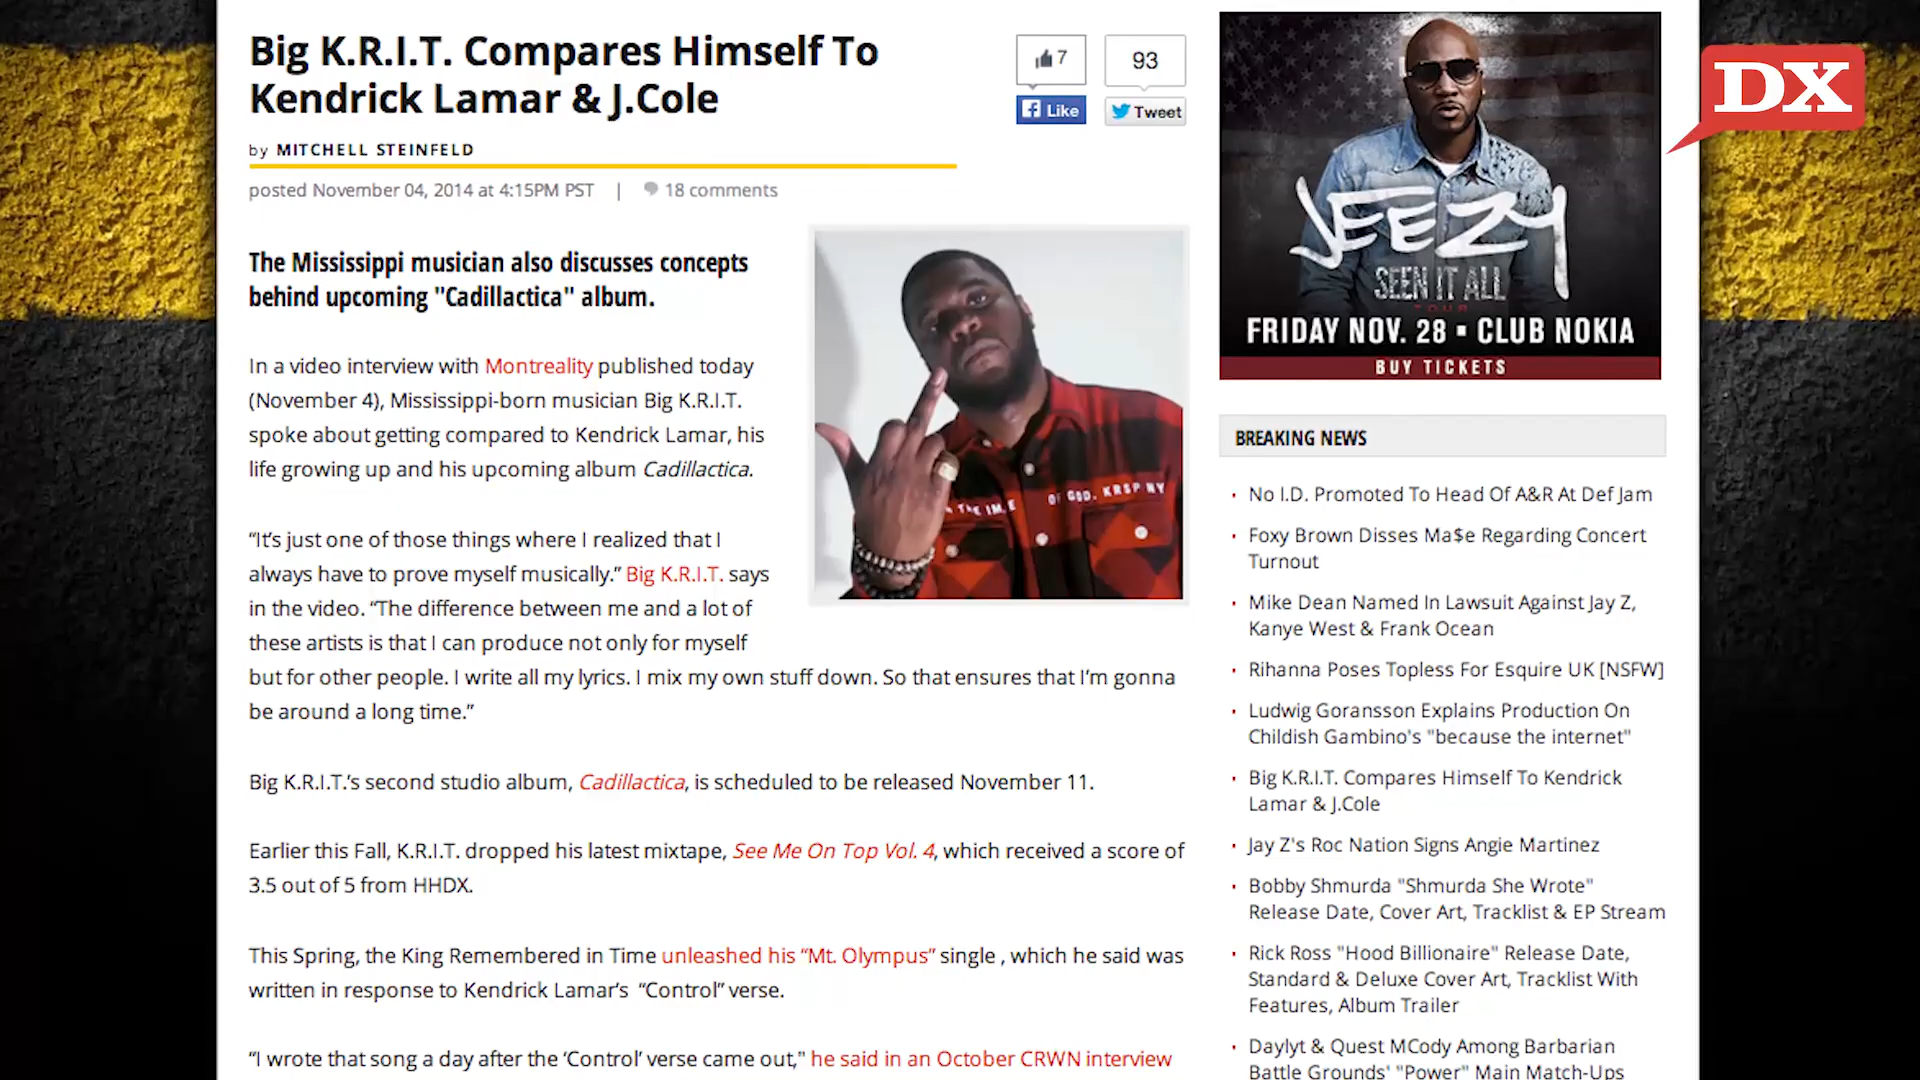 Big K.R.I.T. Compares Himself To
Kendrick Lamar & J.Cole
7
Like
93
Tweet
by MITCHELL STEINFELD
posted November 04, 2014 at 4:15PM PST | 18 comments
The Mississippi musician also discusses concepts
behind upcoming "Cadillactica" album.
In a video interview with Montreality published today
(November 4), Mississippi-born musician Big K.R.I.T.
spoke about getting compared to Kendrick Lamar, his
life growing up and his upcoming album Cadillactica.
“It’s just one of those things where I realized that I
always have to prove myself musically.” Big K.R.I.T. says
in the video. “The difference between me and a lot of
these artists is that I can produce not only for myself
but for other people. I write all my lyrics. I mix my own stuff down. So that ensures that I’m gonna
be around a long time.”
Big K.R.I.T.’s second studio album, Cadillactica, is scheduled to be released November 11.
Earlier this Fall, K.R.I.T. dropped his latest mixtape, See Me On Top Vol. 4, which received a score of
3.5 out of 5 from HHDX.
This Spring, the King Remembered in Time unleashed his “Mt. Olympus” single , which he said was
written in response to Kendrick Lamar’s “Control” verse.
“I wrote that song a day after the ‘Control’ verse came out," he said in an October CRWN interview
THE
OF GOD. KRSP NY
JEEZY
SEEN IT ALL
TOUR
FRIDAY NOV. 28 ▪ CLUB NOKIA
BUY TICKETS
DX
BREAKING NEWS
No I.D. Promoted To Head Of A&R At Def Jam
Foxy Brown Disses Ma$e Regarding Concert
Turnout
Mike Dean Named In Lawsuit Against Jay Z,
Kanye West & Frank Ocean
Rihanna Poses Topless For Esquire UK [NSFW]
Ludwig Goransson Explains Production On
Childish Gambino's "because the internet"
Big K.R.I.T. Compares Himself To Kendrick
Lamar & J.Cole
Jay Z's Roc Nation Signs Angie Martinez
Bobby Shmurda "Shmurda She Wrote"
Release Date, Cover Art, Tracklist & EP Stream
Rick Ross "Hood Billionaire" Release Date,
Standard & Deluxe Cover Art, Tracklist With
Features, Album Trailer
Daylyt & Quest MCody Among Barbarian
Battle Grounds' "Power" Main Match-Ups